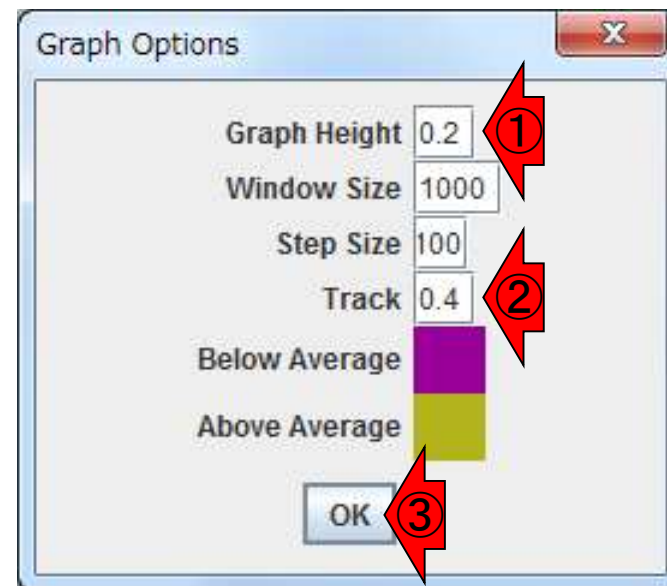 Graph Options
Graph Height 0.2 ①
Window Size 1000
Step Size 100
Track 0.4 ②
Below Average
Above Average
OK ③